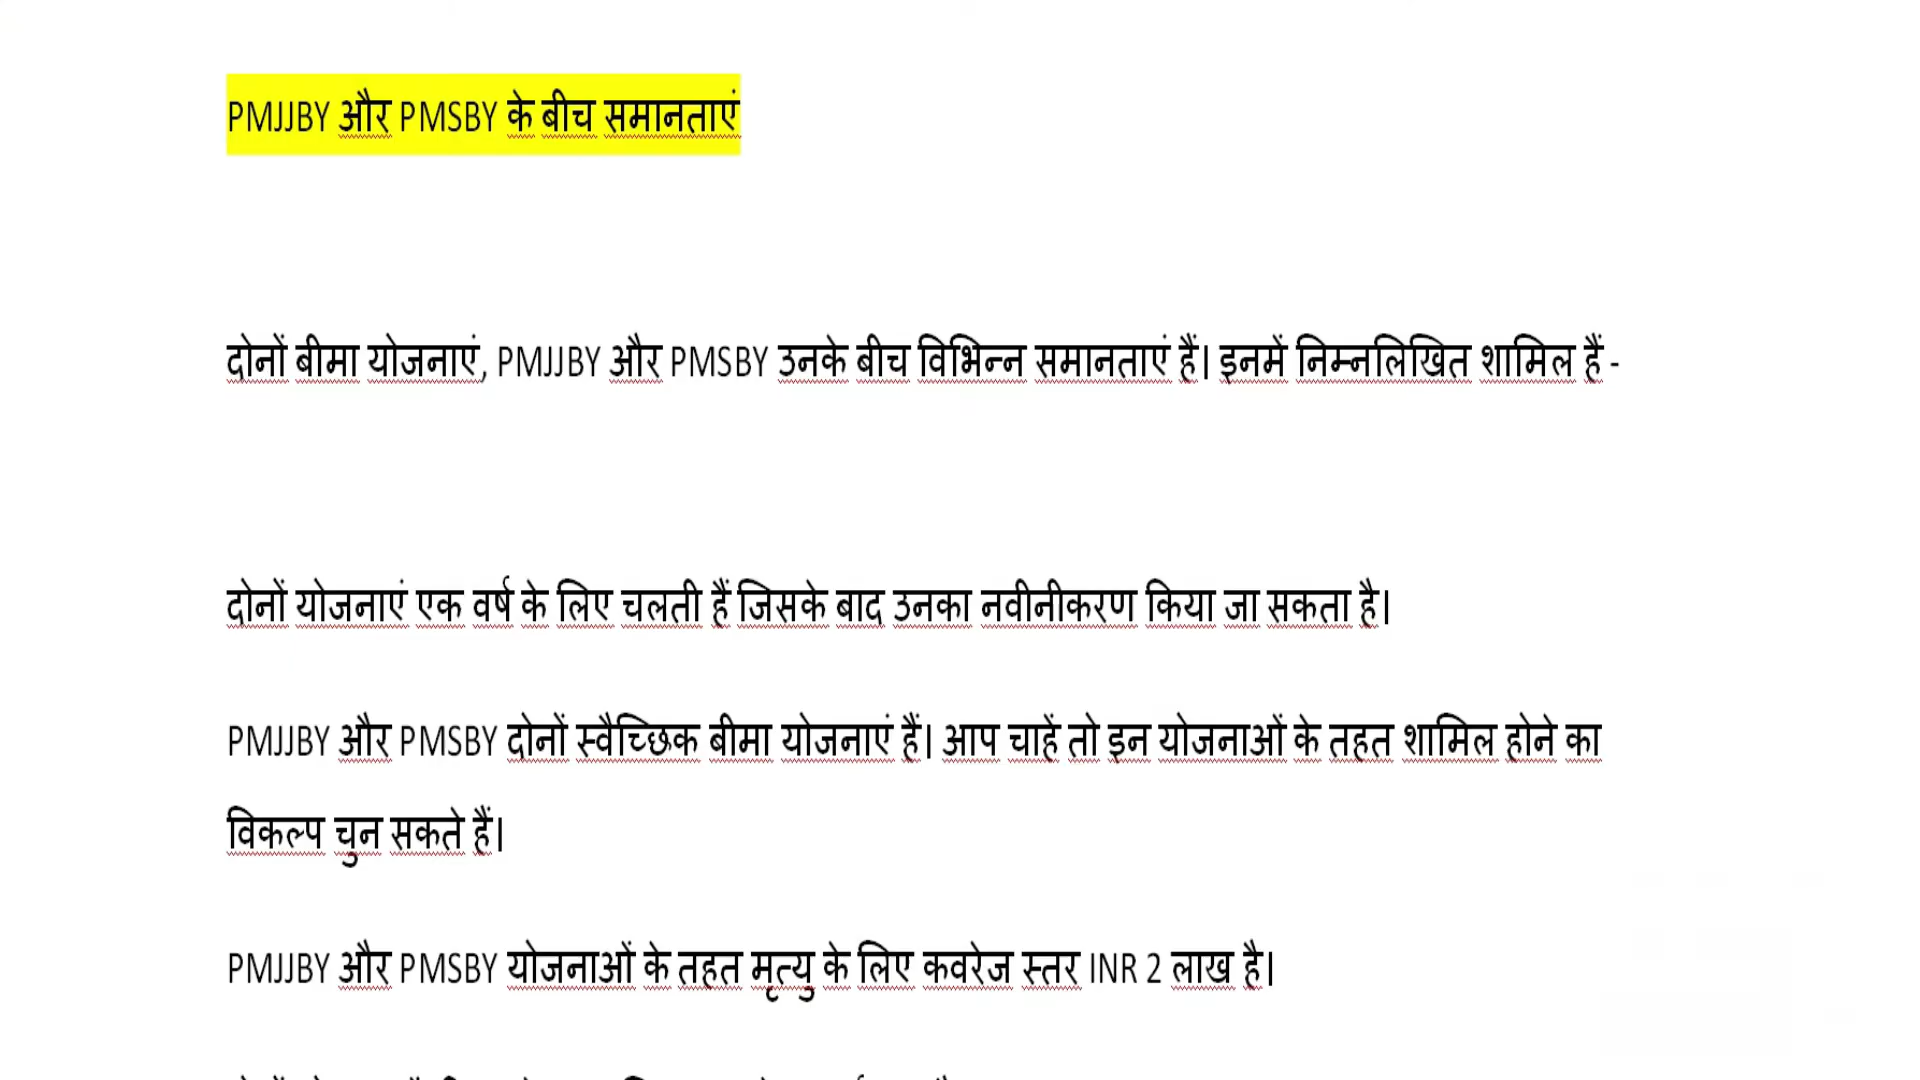 PMJJBY और PMSBY के बीच समानताएं
दोनों बीमा योजनाएं, PMJJBY और PMSBY उनके बीच विभिन्न समानताएं हैं। इनमें निम्नलिखित शामिल हैं -
दोनों योजनाएं एक वर्ष के लिए चलती हैं जिसके बाद उनका नवीनीकरण किया जा सकता है।
PMJJBY और PMSBY दोनों स्वैच्छिक बीमा योजनाएं हैं। आप चाहें तो इन योजनाओं के तहत शामिल होने का
विकल्प चुन सकते हैं।
PMJJBY और PMSBY योजनाओं के तहत मृत्यु के लिए कवरेज स्तर INR 2 लाख है।